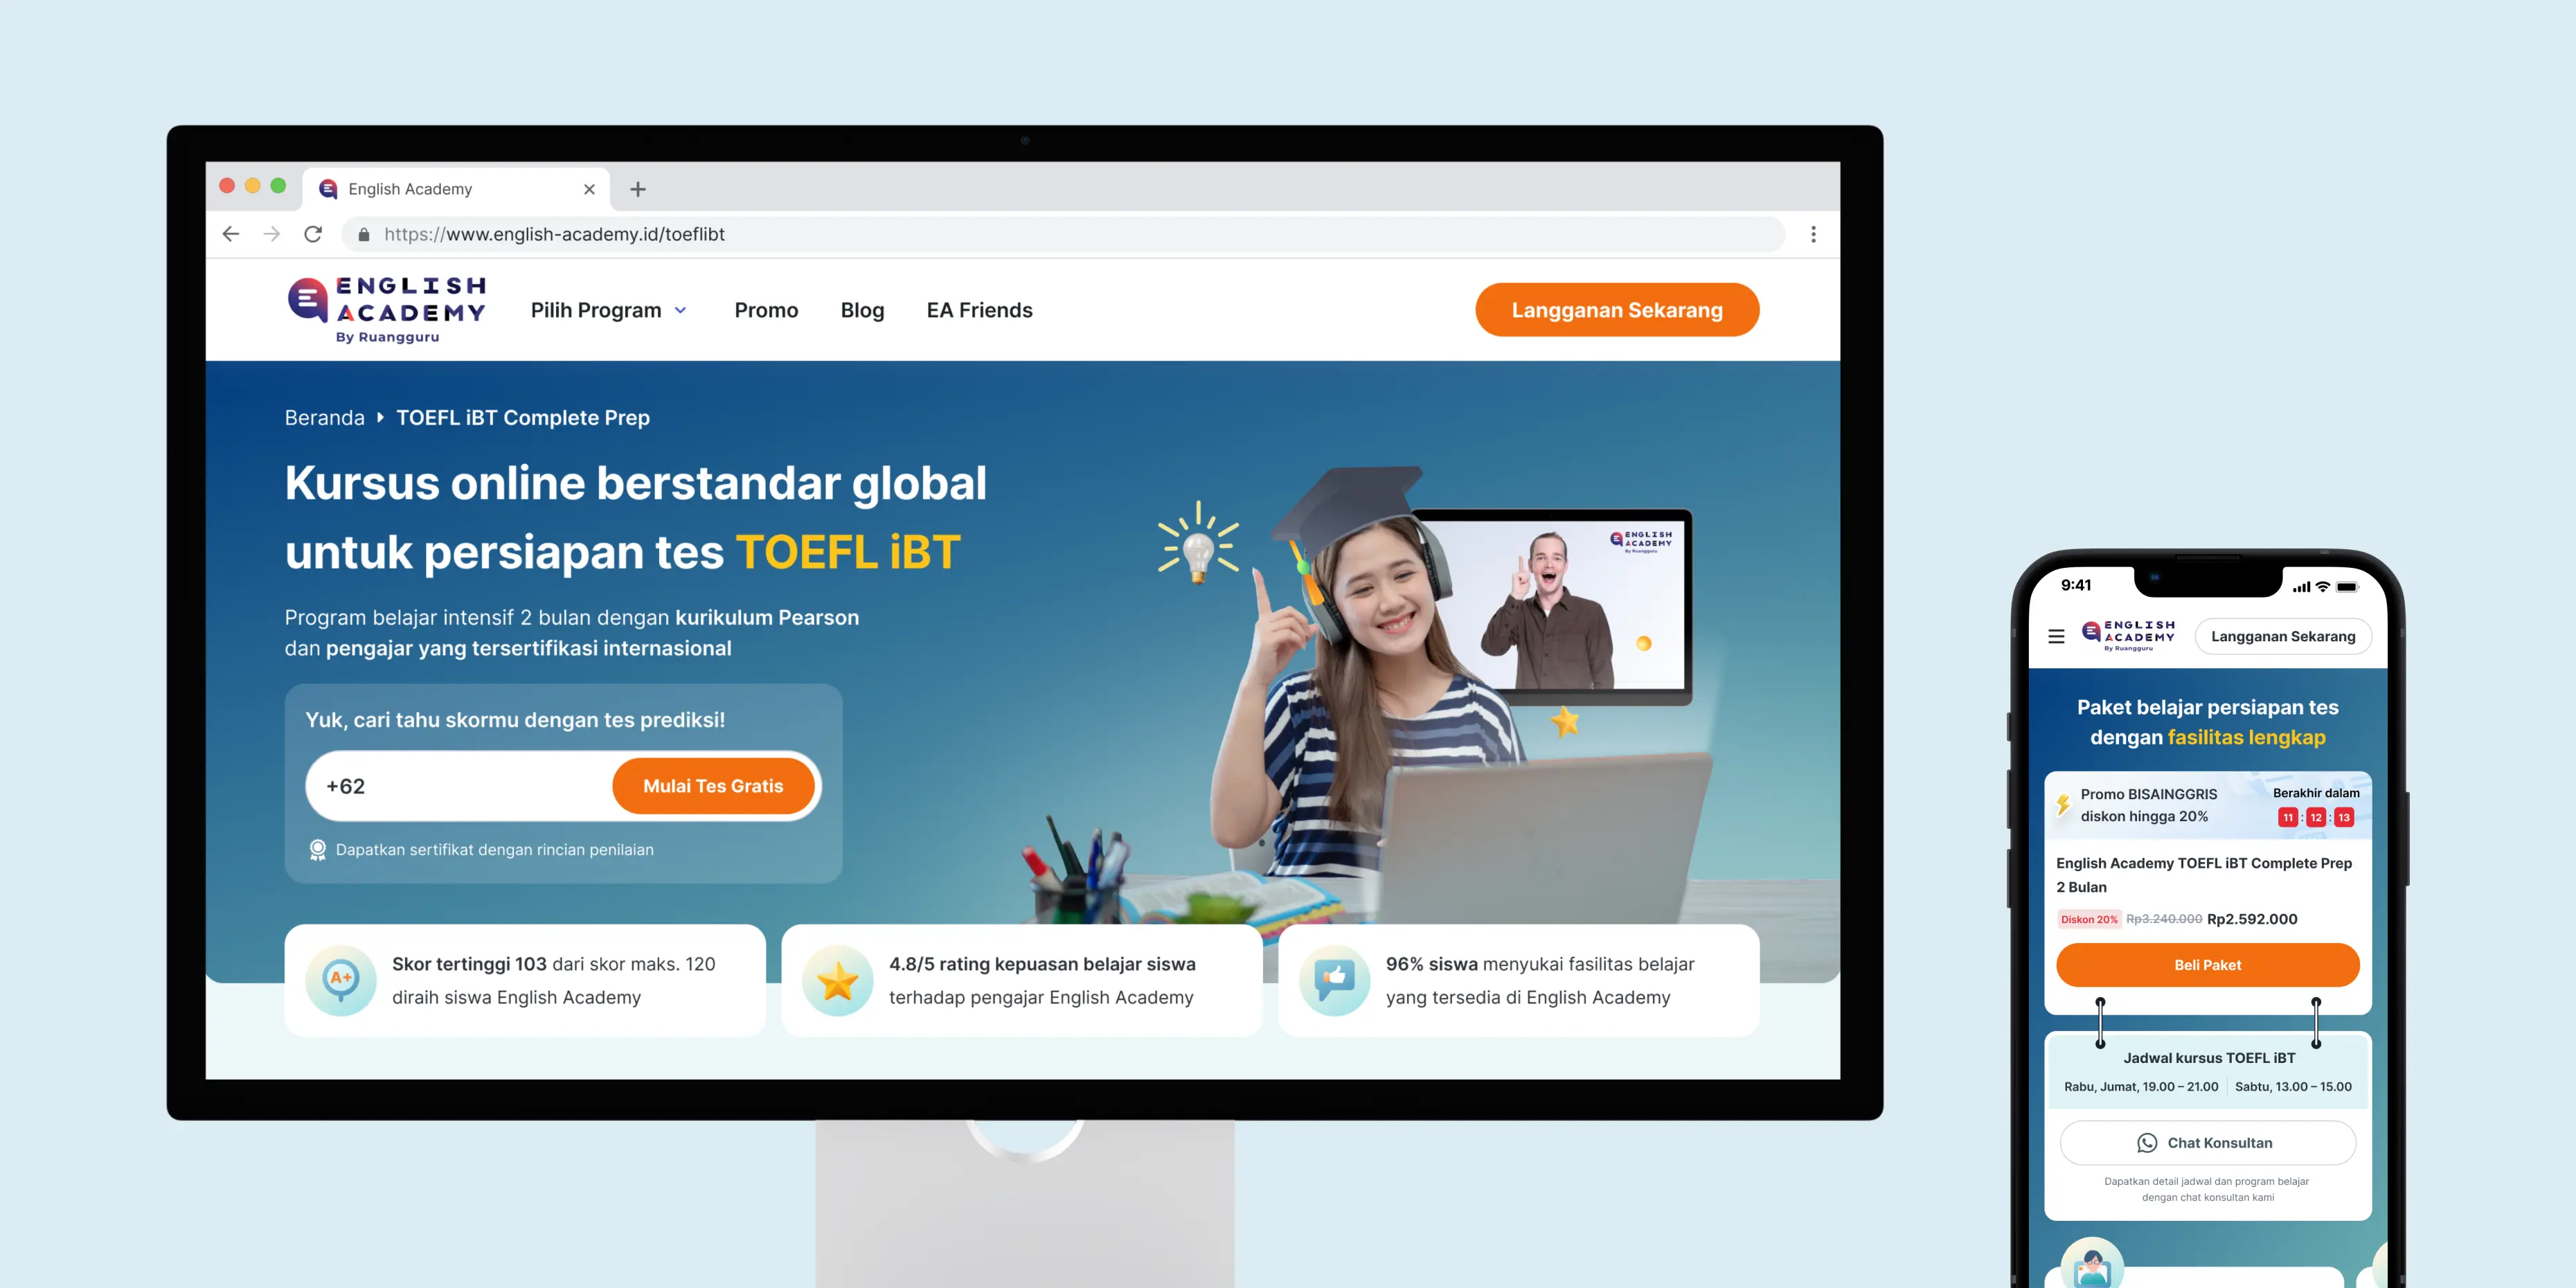 English Academy
https://www.english-academy.id/toeflibt
ENGLISH
ACADEMY
By Ruangguru
Pilih Program
Promo
Blog
EA Friends
Langganan Sekarang
Beranda
TOEFL iBT Complete Prep
Kursus online berstandar global
untuk persiapan tes TOEFL iBT
Program belajar intensif 2 bulan dengan kurikulum Pearson
dan pengajar yang tersertifikasi internasional
Yuk, cari tahu skormu dengan tes prediksi!
+62
Mulai Tes Gratis
Dapatkan sertifikat dengan rincian penilaian
ENGLISH
ACADEMY
By Ruangguru
A+
Skor tertinggi 103 dari skor maks. 120
diraih siswa English Academy
4.8/5 rating kepuasan belajar siswa
terhadap pengajar English Academy
96% siswa menyukai fasilitas belajar
yang tersedia di English Academy
9:41
ENGLISH
ACADEMY
By Ruangguru
Langganan Sekarang
Paket belajar persiapan tes
dengan fasilitas lengkap
Promo BISAINGGRIS
diskon hingga 20%
Berakhir dalam
11 : 12 : 13
English Academy TOEFL iBT Complete Prep
2 Bulan
Diskon 20% Rp3.240.000 Rp2.592.000
Beli Paket
Jadwal kursus TOEFL iBT
Rabu, Jumat, 19.00 – 21.00
Sabtu, 13.00 – 15.00
Chat Konsultan
Dapatkan detail jadwal dan program belajar
dengan chat konsultan kami